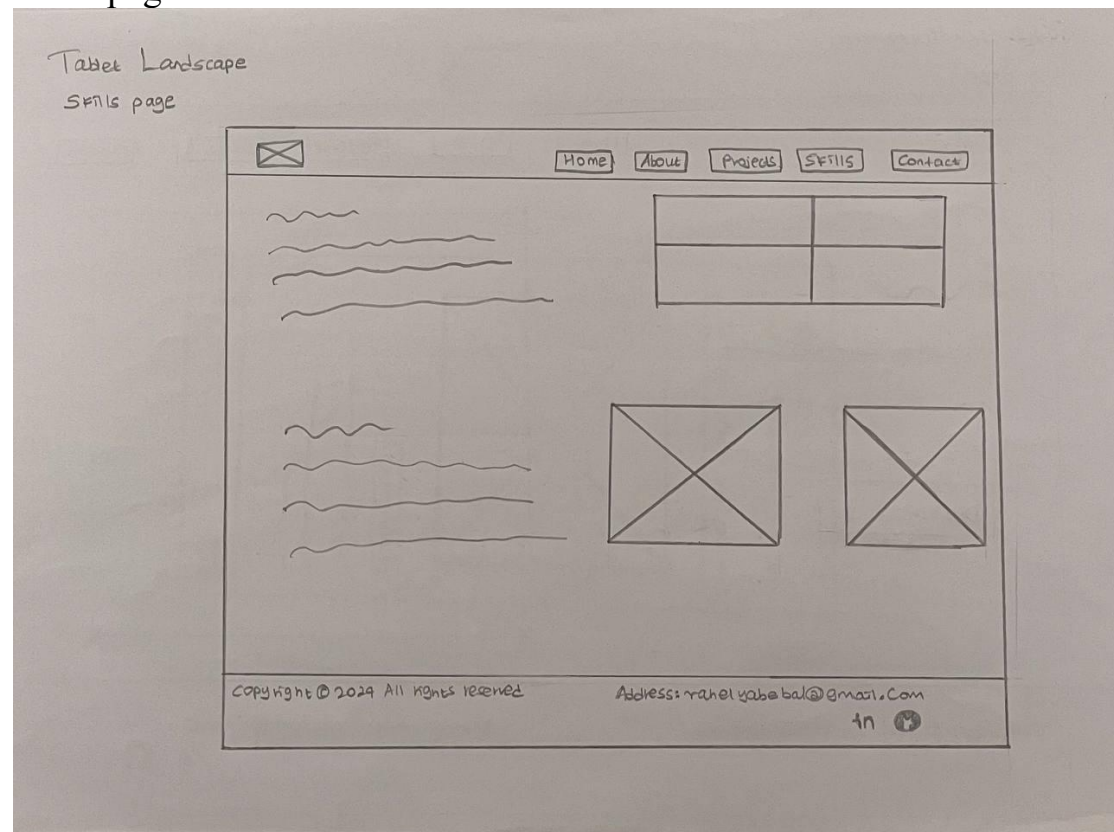 Tablet Landscape
Skills page
Home About Projects Skills Contact
Copyright © 2024 All rights reserved
Address: rahelyabebal@gmail.com
in